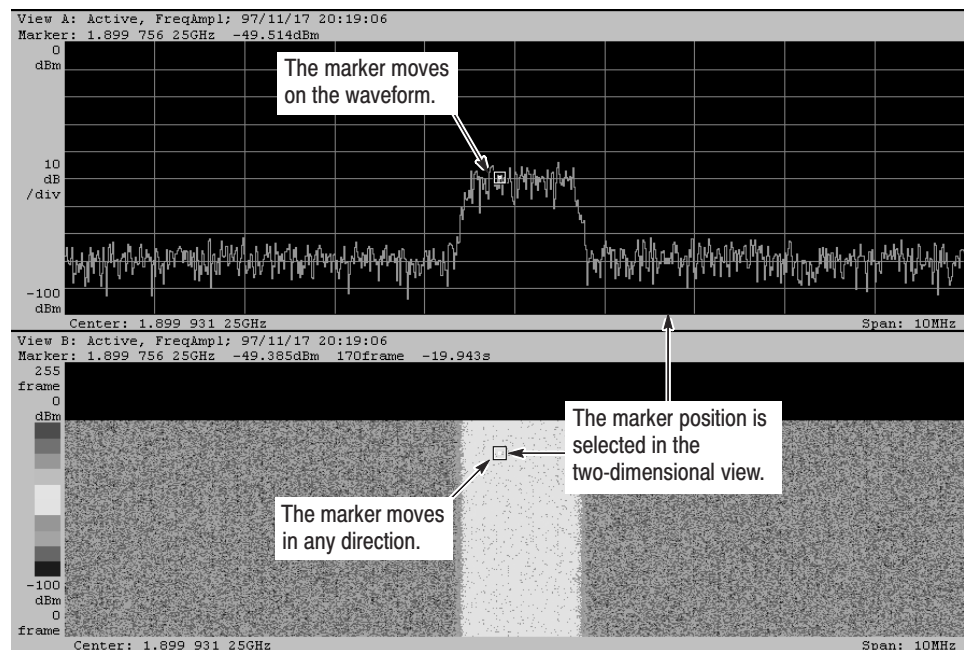 View A: Active, FreqAmpl; 97/11/17 20:19:06
Marker: 1.899 756 25GHz -49.514dBm
0
dBm
The marker moves
on the waveform.
10
dB
/div
-100
dBm
Center: 1.899 931 25GHz Span: 10MHz
View B: Active, FreqAmpl; 97/11/17 20:19:06
Marker: 1.899 756 25GHz -49.385dBm 170frame -19.943s
255
frame
0
dBm
The marker position is
selected in the
two-dimensional view.
The marker moves
in any direction.
-100
dBm
0
frame
Center: 1.899 931 25GHz Span: 10MHz